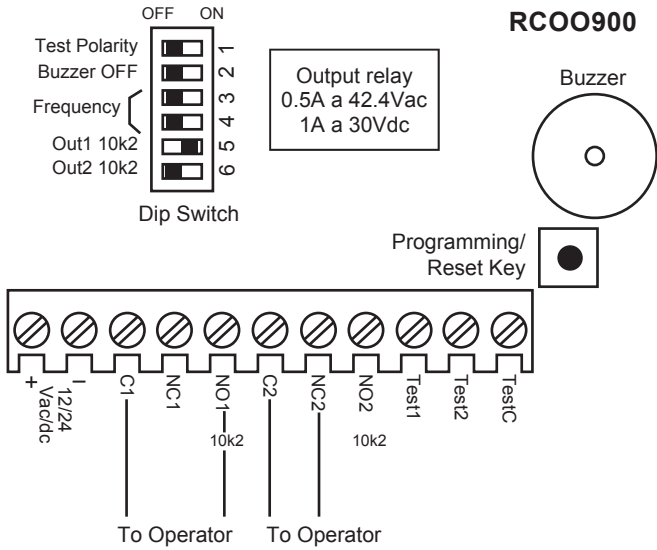 OFF ON
RCOO900
Test Polarity 1
Buzzer OFF 2
Frequency 3
4
Out1 10k2 5
Out2 10k2 6
Dip Switch
Output relay
0.5A a 42.4Vac
1A a 30Vdc
Buzzer
Programming/
Reset Key
+ –
12/24
Vac/dc
C1
NC1
NO1
10k2
C2
NC2
NO2
10k2
Test1
Test2
TestC
To Operator
To Operator